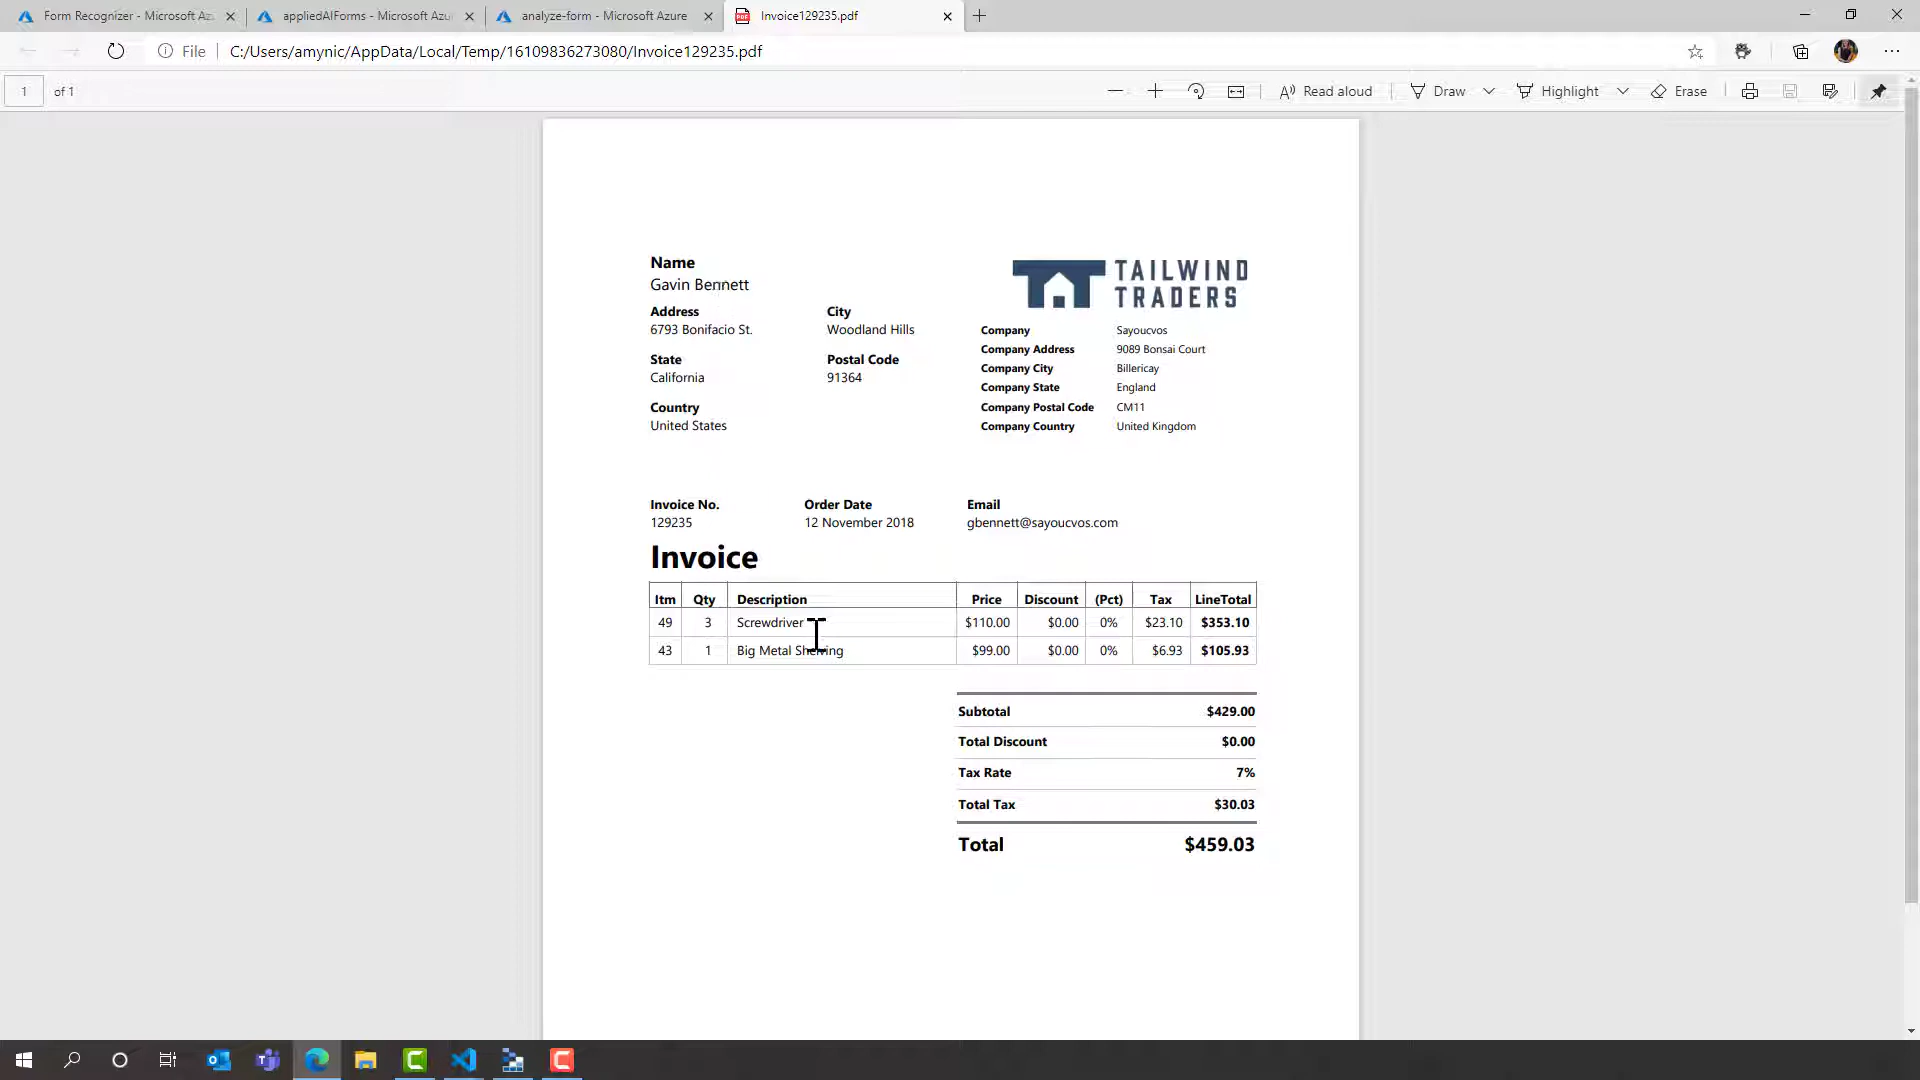 Form Recognizer - Microsoft Az
appliedAIForms - Microsoft Azu
analyze-form - Microsoft Azure
Invoice129235.pdf
File
C:/Users/amynic/AppData/Local/Temp/16109836273080/Invoice129235.pdf
1 of 1
Read aloud
Draw
Highlight
Erase
Name
Gavin Bennett
TAILWIND
TRADERS
Address City
6793 Bonifacio St. Woodland Hills
State Postal Code
California 91364
Country
United States
Company Sayoucvos
Company Address 9089 Bonsai Court
Company City Billericay
Company State England
Company Postal Code CM11
Company Country United Kingdom
Invoice No. Order Date Email
129235 12 November 2018 gbennett@sayoucvos.com
Invoice
Itm Qty Description Price Discount (Pct) Tax LineTotal
49 3 Screwdriver $110.00 $0.00 0% $23.10 $353.10
43 1 Big Metal Shelving $99.00 $0.00 0% $6.93 $105.93
Subtotal $429.00
Total Discount $0.00
Tax Rate 7%
Total Tax $30.03
Total $459.03